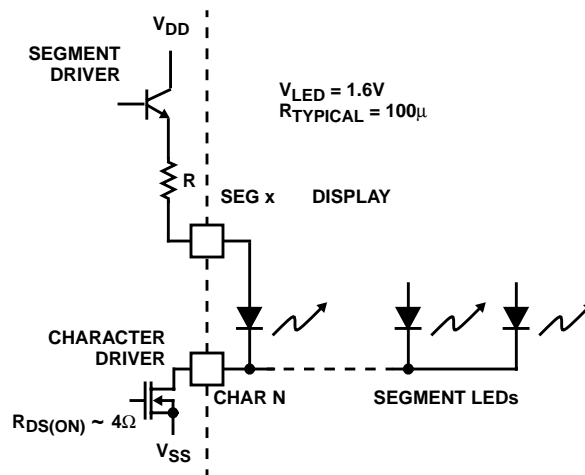 VDD
SEGMENT
DRIVER
VLED = 1.6V
RTYPICAL = 100μ
R
SEG x
DISPLAY
CHARACTER
DRIVER
CHAR N
SEGMENT LEDs
RDS(ON) ~ 4Ω
VSS